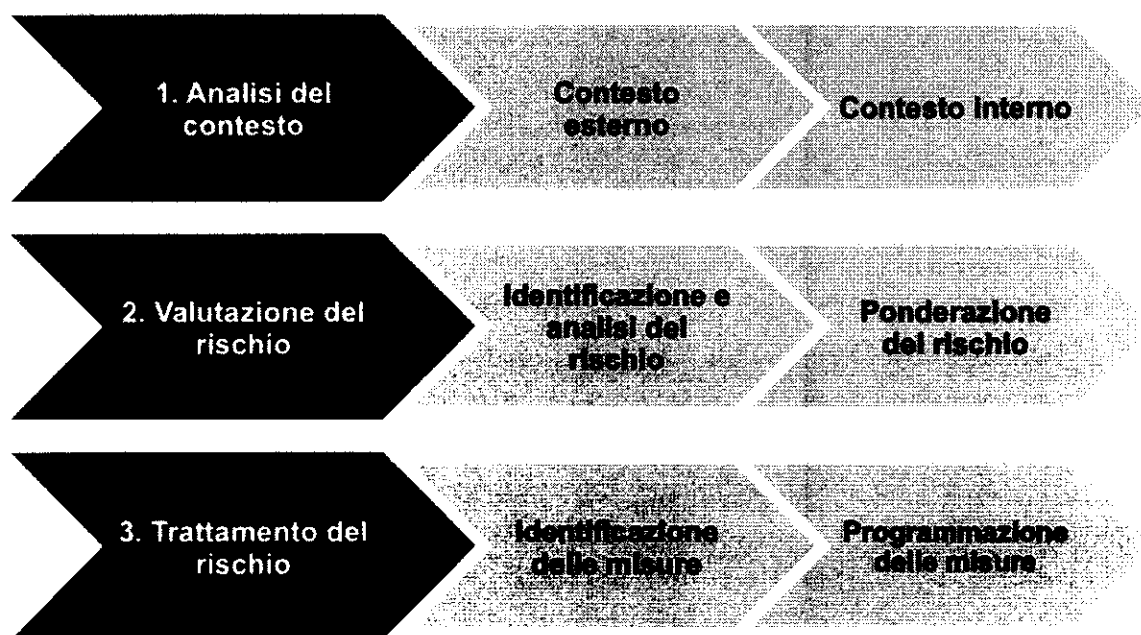 1. Analisi del
contesto
Contesto
esterno
Contesto interno
2. Valutazione del
rischio
Identificazione e
analisi del
rischio
Ponderazione
del rischio
3. Trattamento del
rischio
Identificazione
delle misure
Programmazione
delle misure